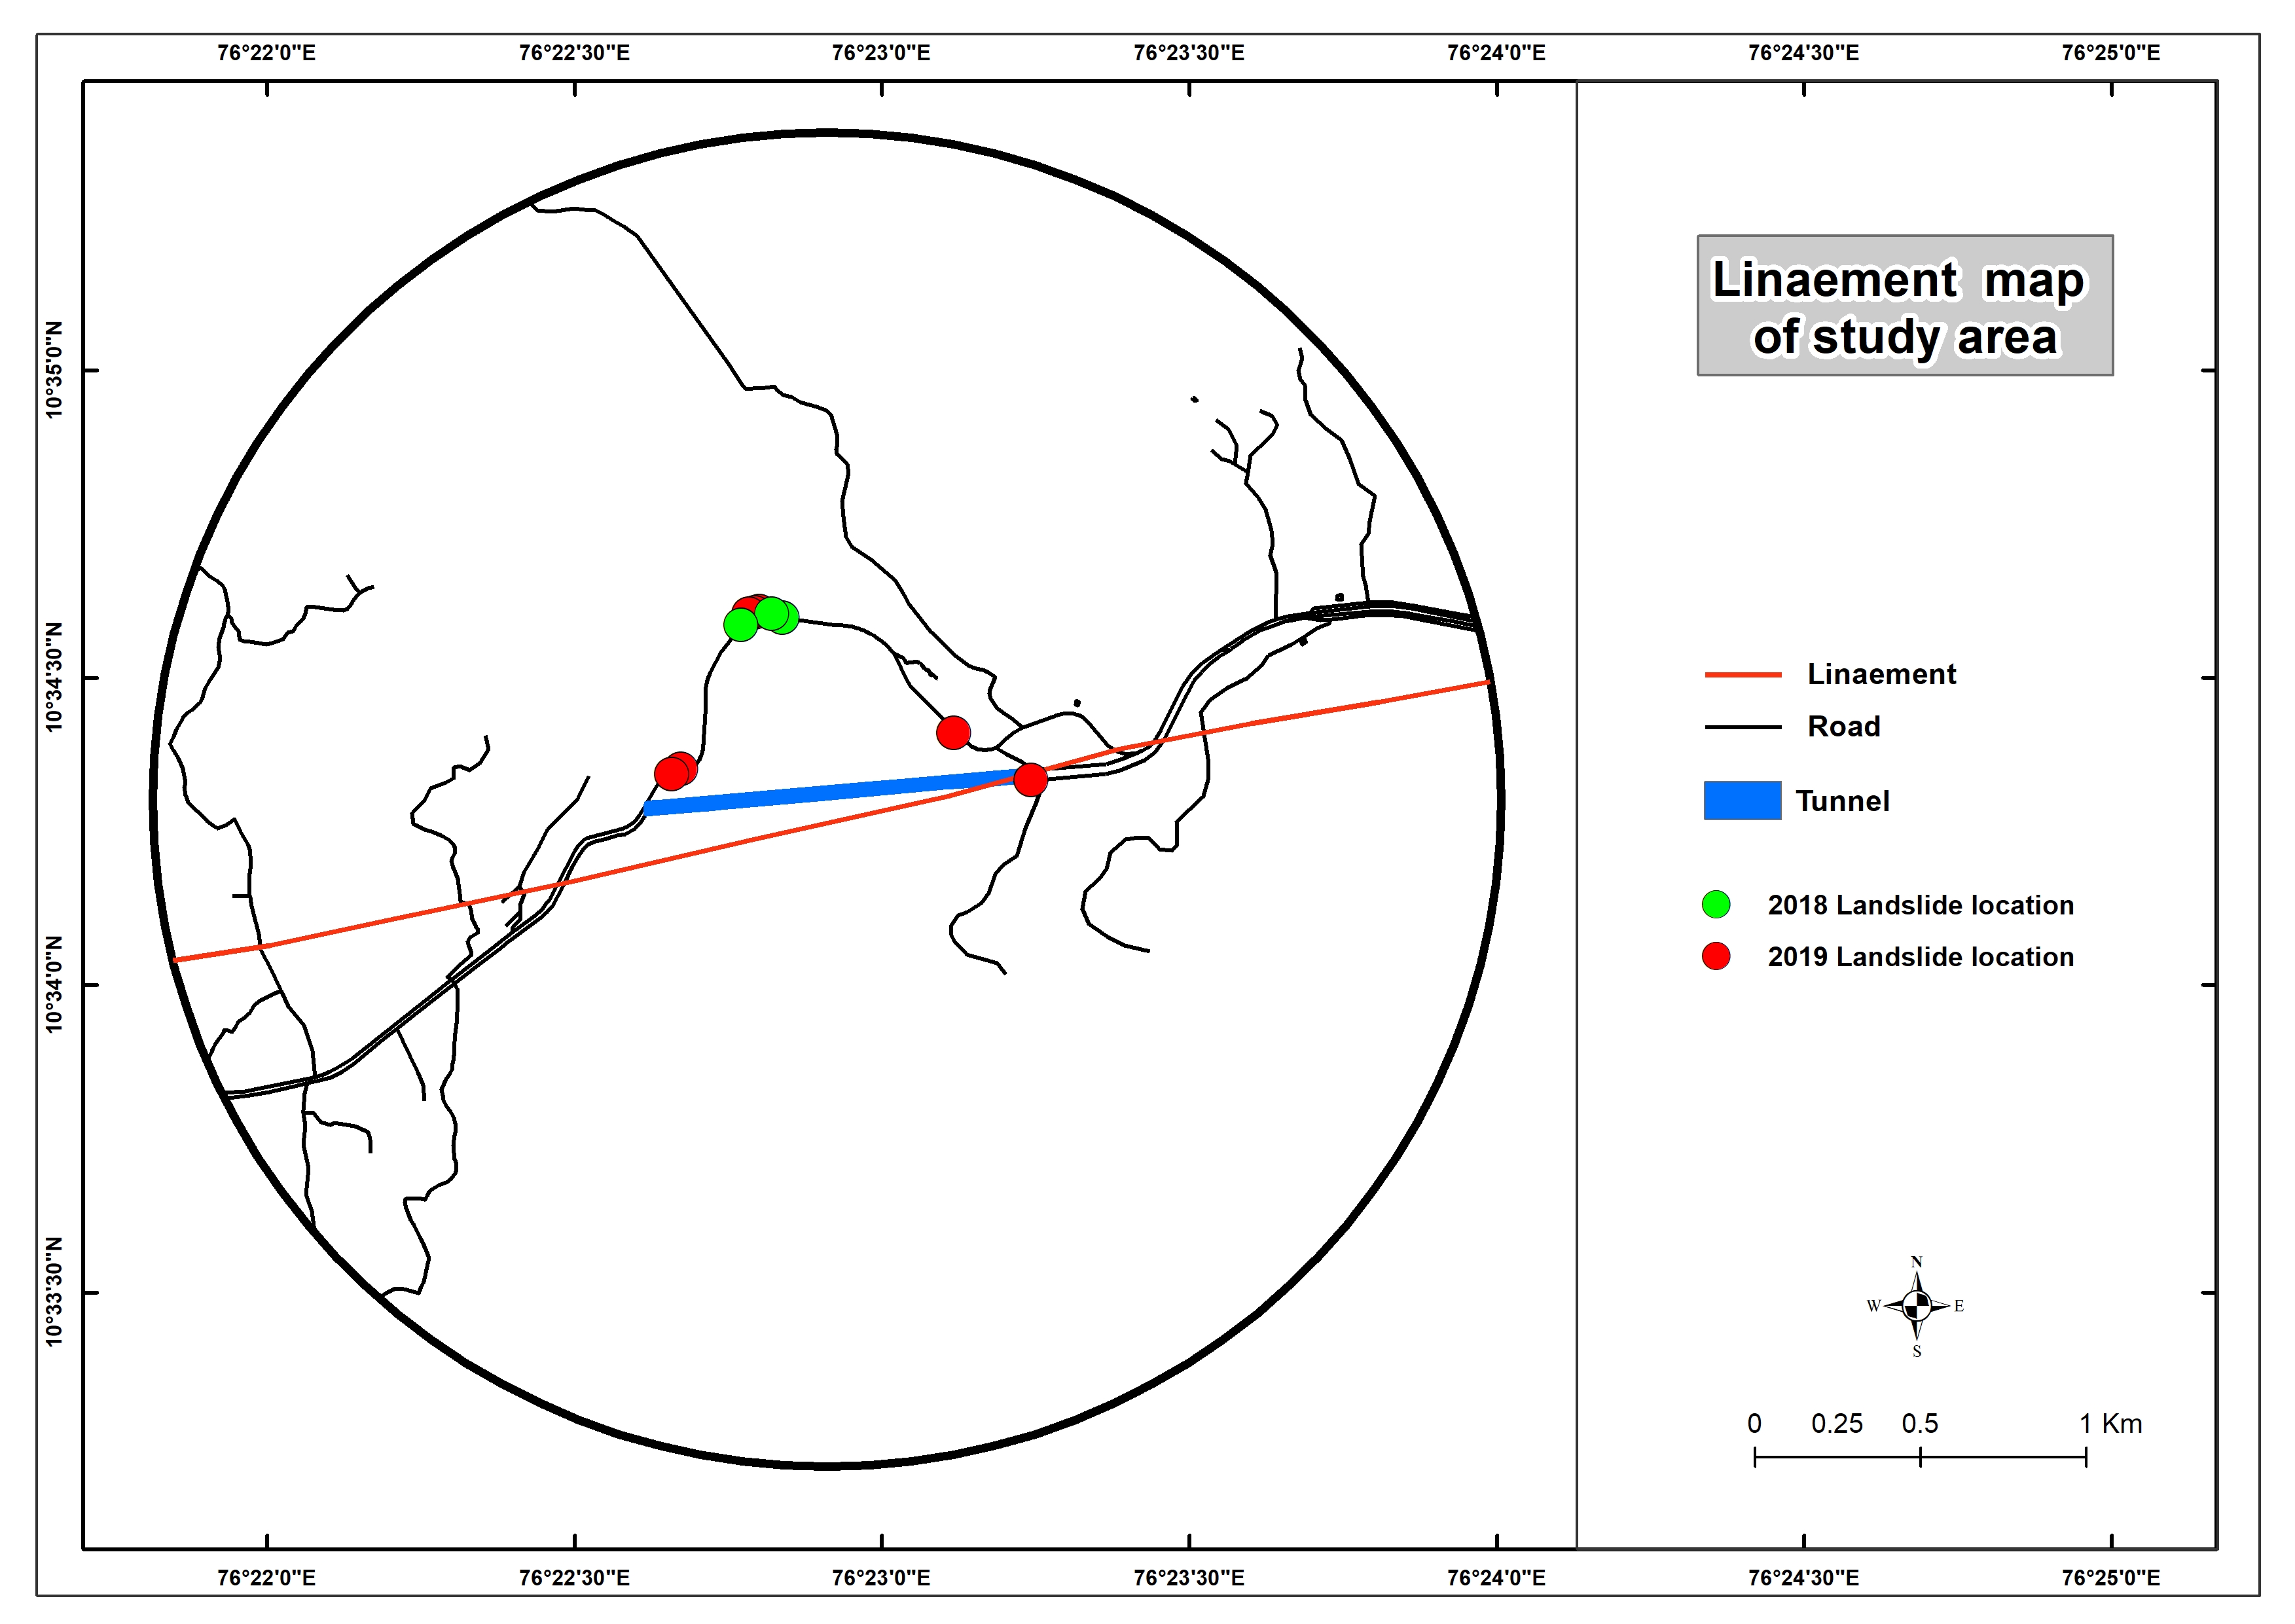 76°22'0"E 76°22'30"E 76°23'0"E 76°23'30"E 76°24'0"E 76°24'30"E 76°25'0"E
10°35'0"N
10°34'30"N
10°34'0"N
10°33'30"N
Linaement map
of study area
Linaement
Road
Tunnel
2018 Landslide location
2019 Landslide location
N
W E
S
0 0.25 0.5 1 Km
76°22'0"E 76°22'30"E 76°23'0"E 76°23'30"E 76°24'0"E 76°24'30"E 76°25'0"E